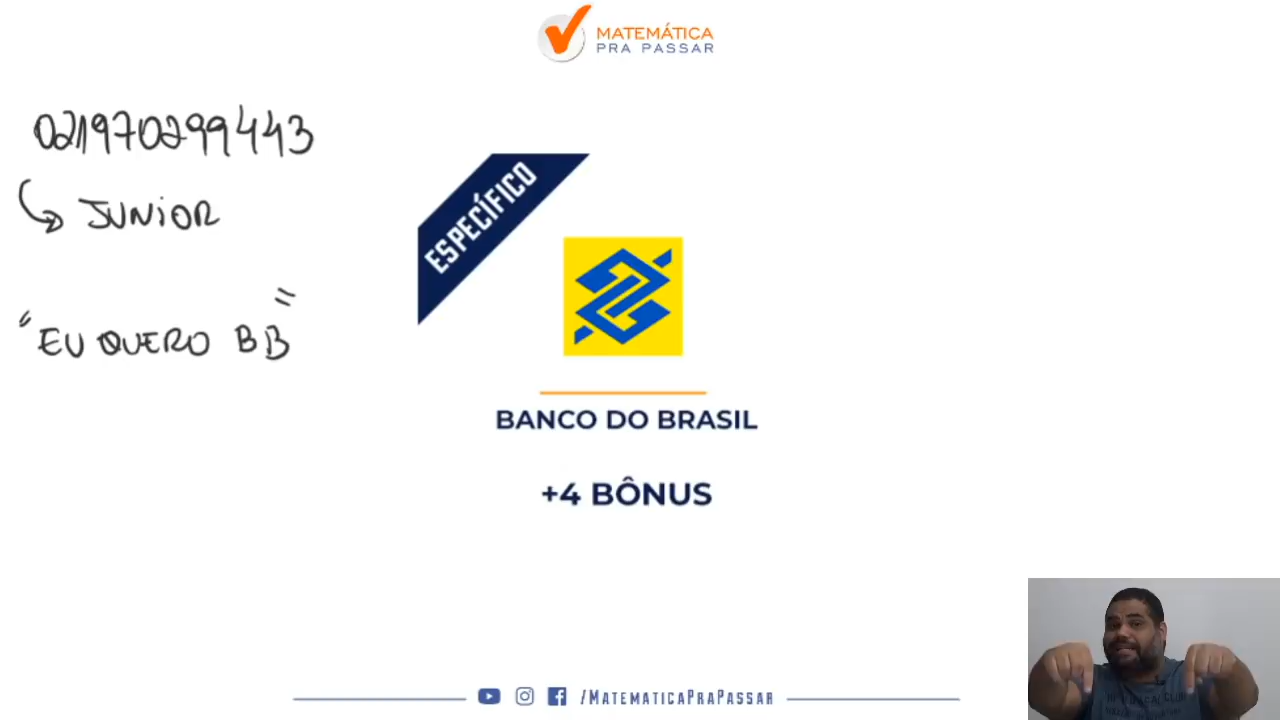 MATEMÁTICA
PRA PASSAR
021970299443
JUNIOR
"EU QUERO BB"
ESPECÍFICO
BANCO DO BRASIL
+4 BÔNUS
/MATEMATICAPRAPASSAR